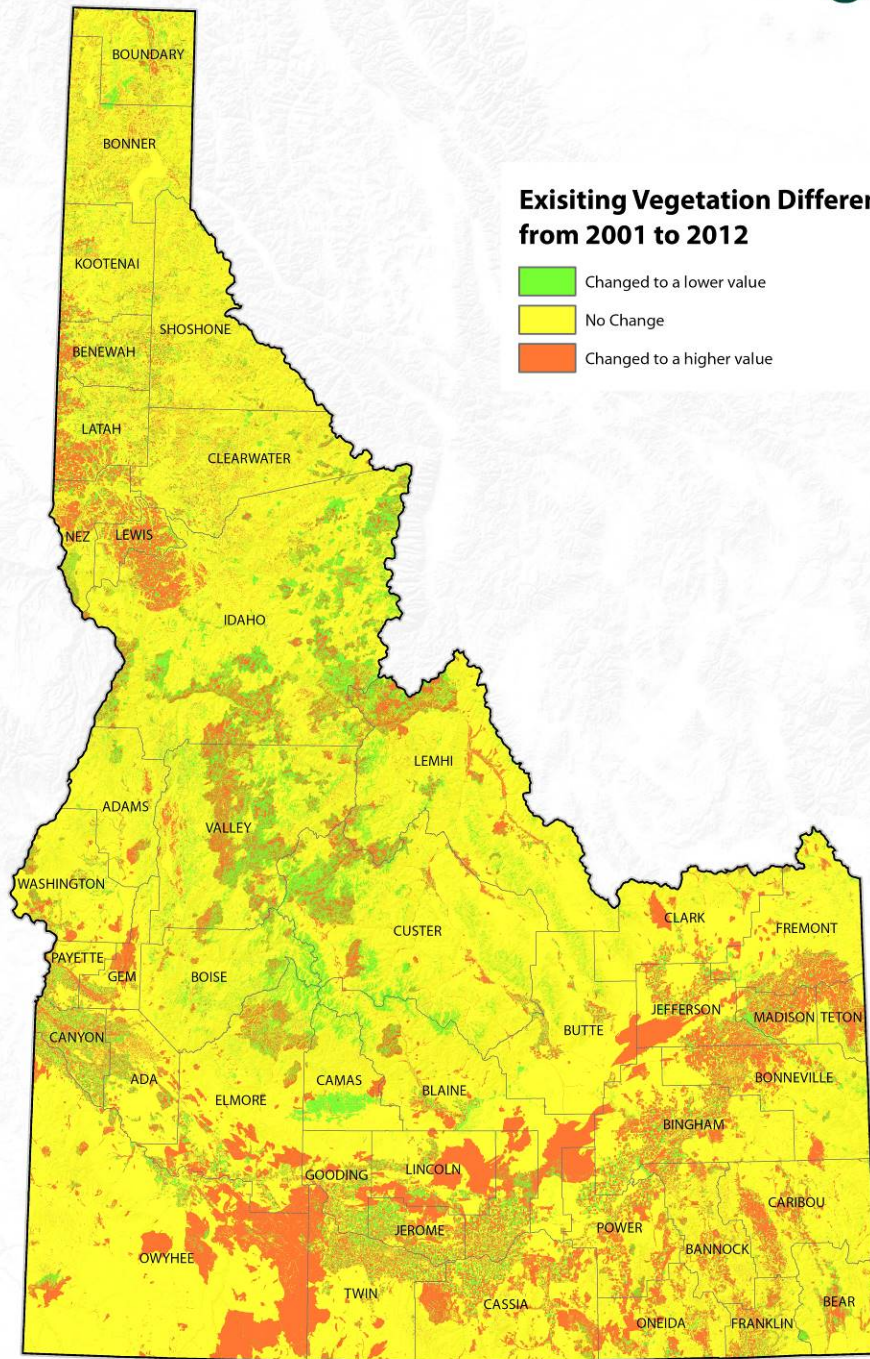 BOUNDARY
BONNER
Exisiting Vegetation Differen
from 2001 to 2012
Changed to a lower value
No Change
Changed to a higher value
KOOTENAI
SHOSHONE
BENEWAH
LATAH
CLEARWATER
NEZ
LEWIS
IDAHO
LEMHI
ADAMS
VALLEY
WASHINGTON
CUSTER
CLARK
FREMONT
PAYETTE
GEM
BOISE
JEFFERSON
MADISON
TETON
BUTTE
CANYON
ADA
ELMORE
CAMAS
BLAINE
BONNEVILLE
BINGHAM
GOODING
LINCOLN
CARIBOU
JEROME
POWER
BANNOCK
OWYHEE
TWIN
CASSIA
ONEIDA
FRANKLIN
BEAR